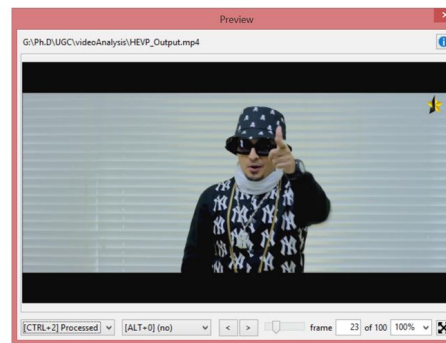 Preview
G:\Ph.D\UGC\videoAnalysis\HEVP_Output.mp4
[CTRL+2] Processed [ALT+0] (no) < > frame 23 of 100 100%